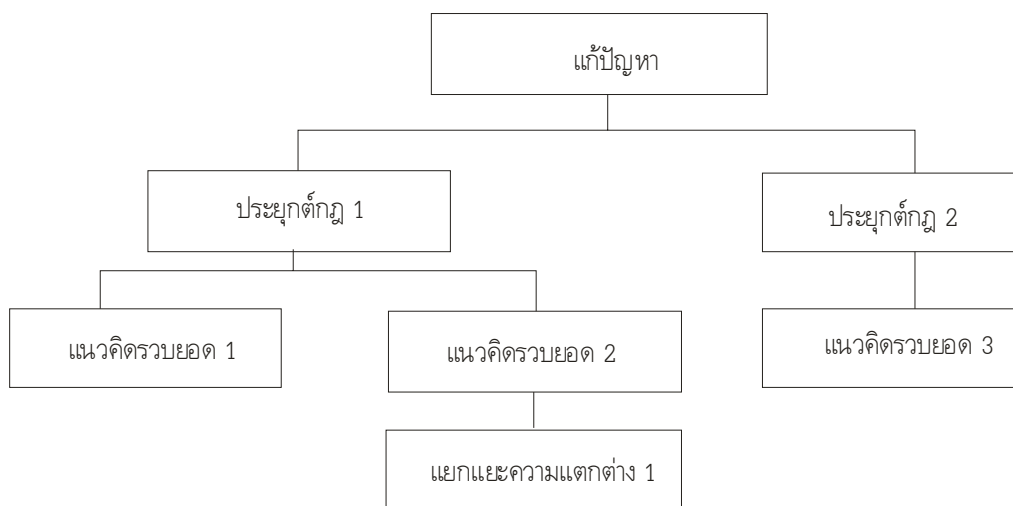 แก้ปัญหา
ประยุกต์กฎ 1
ประยุกต์กฎ 2
แนวคิดรวบยอด 1
แนวคิดรวบยอด 2
แนวคิดรวบยอด 3
แยกแยะความแตกต่าง 1